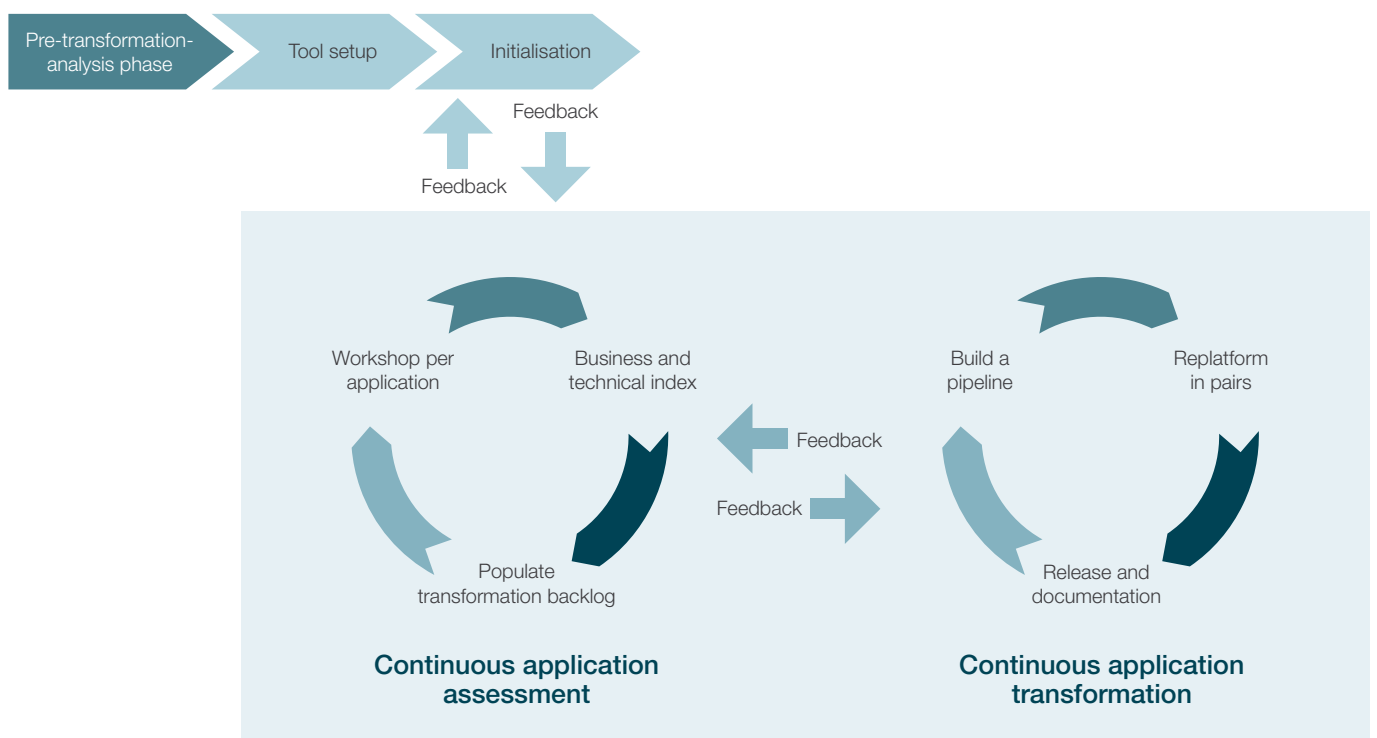 Pre-transformation-
analysis phase
Tool setup
Initialisation
Feedback
Feedback
Workshop per
application
Business and
technical index
Populate
transformation backlog
Continuous application
assessment
Feedback
Feedback
Build a
pipeline
Replatform
in pairs
Release and
documentation
Continuous application
transformation